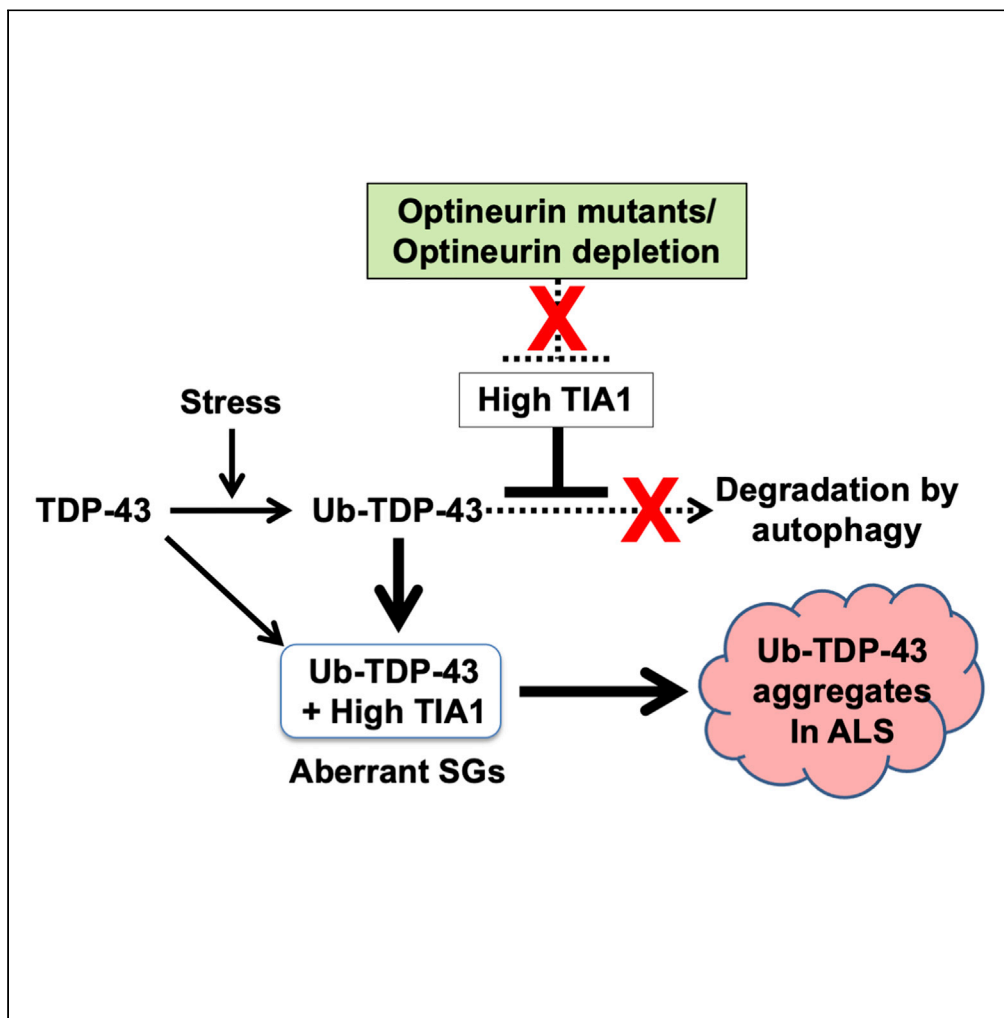 Optineurin mutants/
Optineurin depletion
X
High TIA1
Stress
TDP-43
Ub-TDP-43
X
Degradation by
autophagy
Ub-TDP-43
+ High TIA1
Aberrant SGs
Ub-TDP-43
aggregates
In ALS